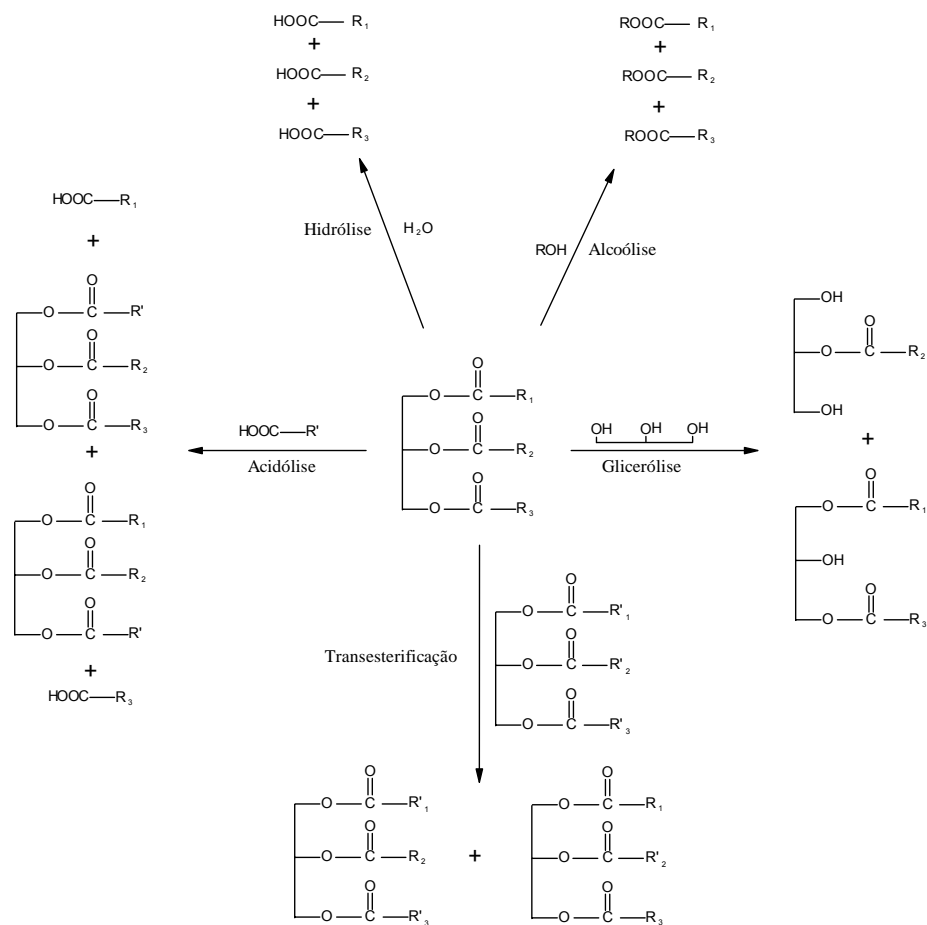 HOOC—R₁
+
HOOC—R₂
+
HOOC—R₃
ROOC—R₁
+
ROOC—R₂
+
ROOC—R₃
Hidrólise
H₂O
ROH
Alcoólise
HOOC—R₁
+
O
O—C—R'
O
O—C—R₂
O
O—C—R₃
+
O
O—C—R₁
O
O—C—R₂
O
O—C—R'
+
HOOC—R₃
HOOC—R'
Acidólise
O
O—C—R₁
O
O—C—R₂
O
O—C—R₃
OH OH OH
Glicerólise
OH
O
O—C—R₂
OH
+
O
O—C—R₁
OH
O
O—C—R₃
Transesterificação
O
O—C—R'₁
O
O—C—R'₂
O
O—C—R'₃
O
O—C—R'₁
O
O—C—R₂
O
O—C—R'₃
+
O
O—C—R₁
O
O—C—R'₂
O
O—C—R₃